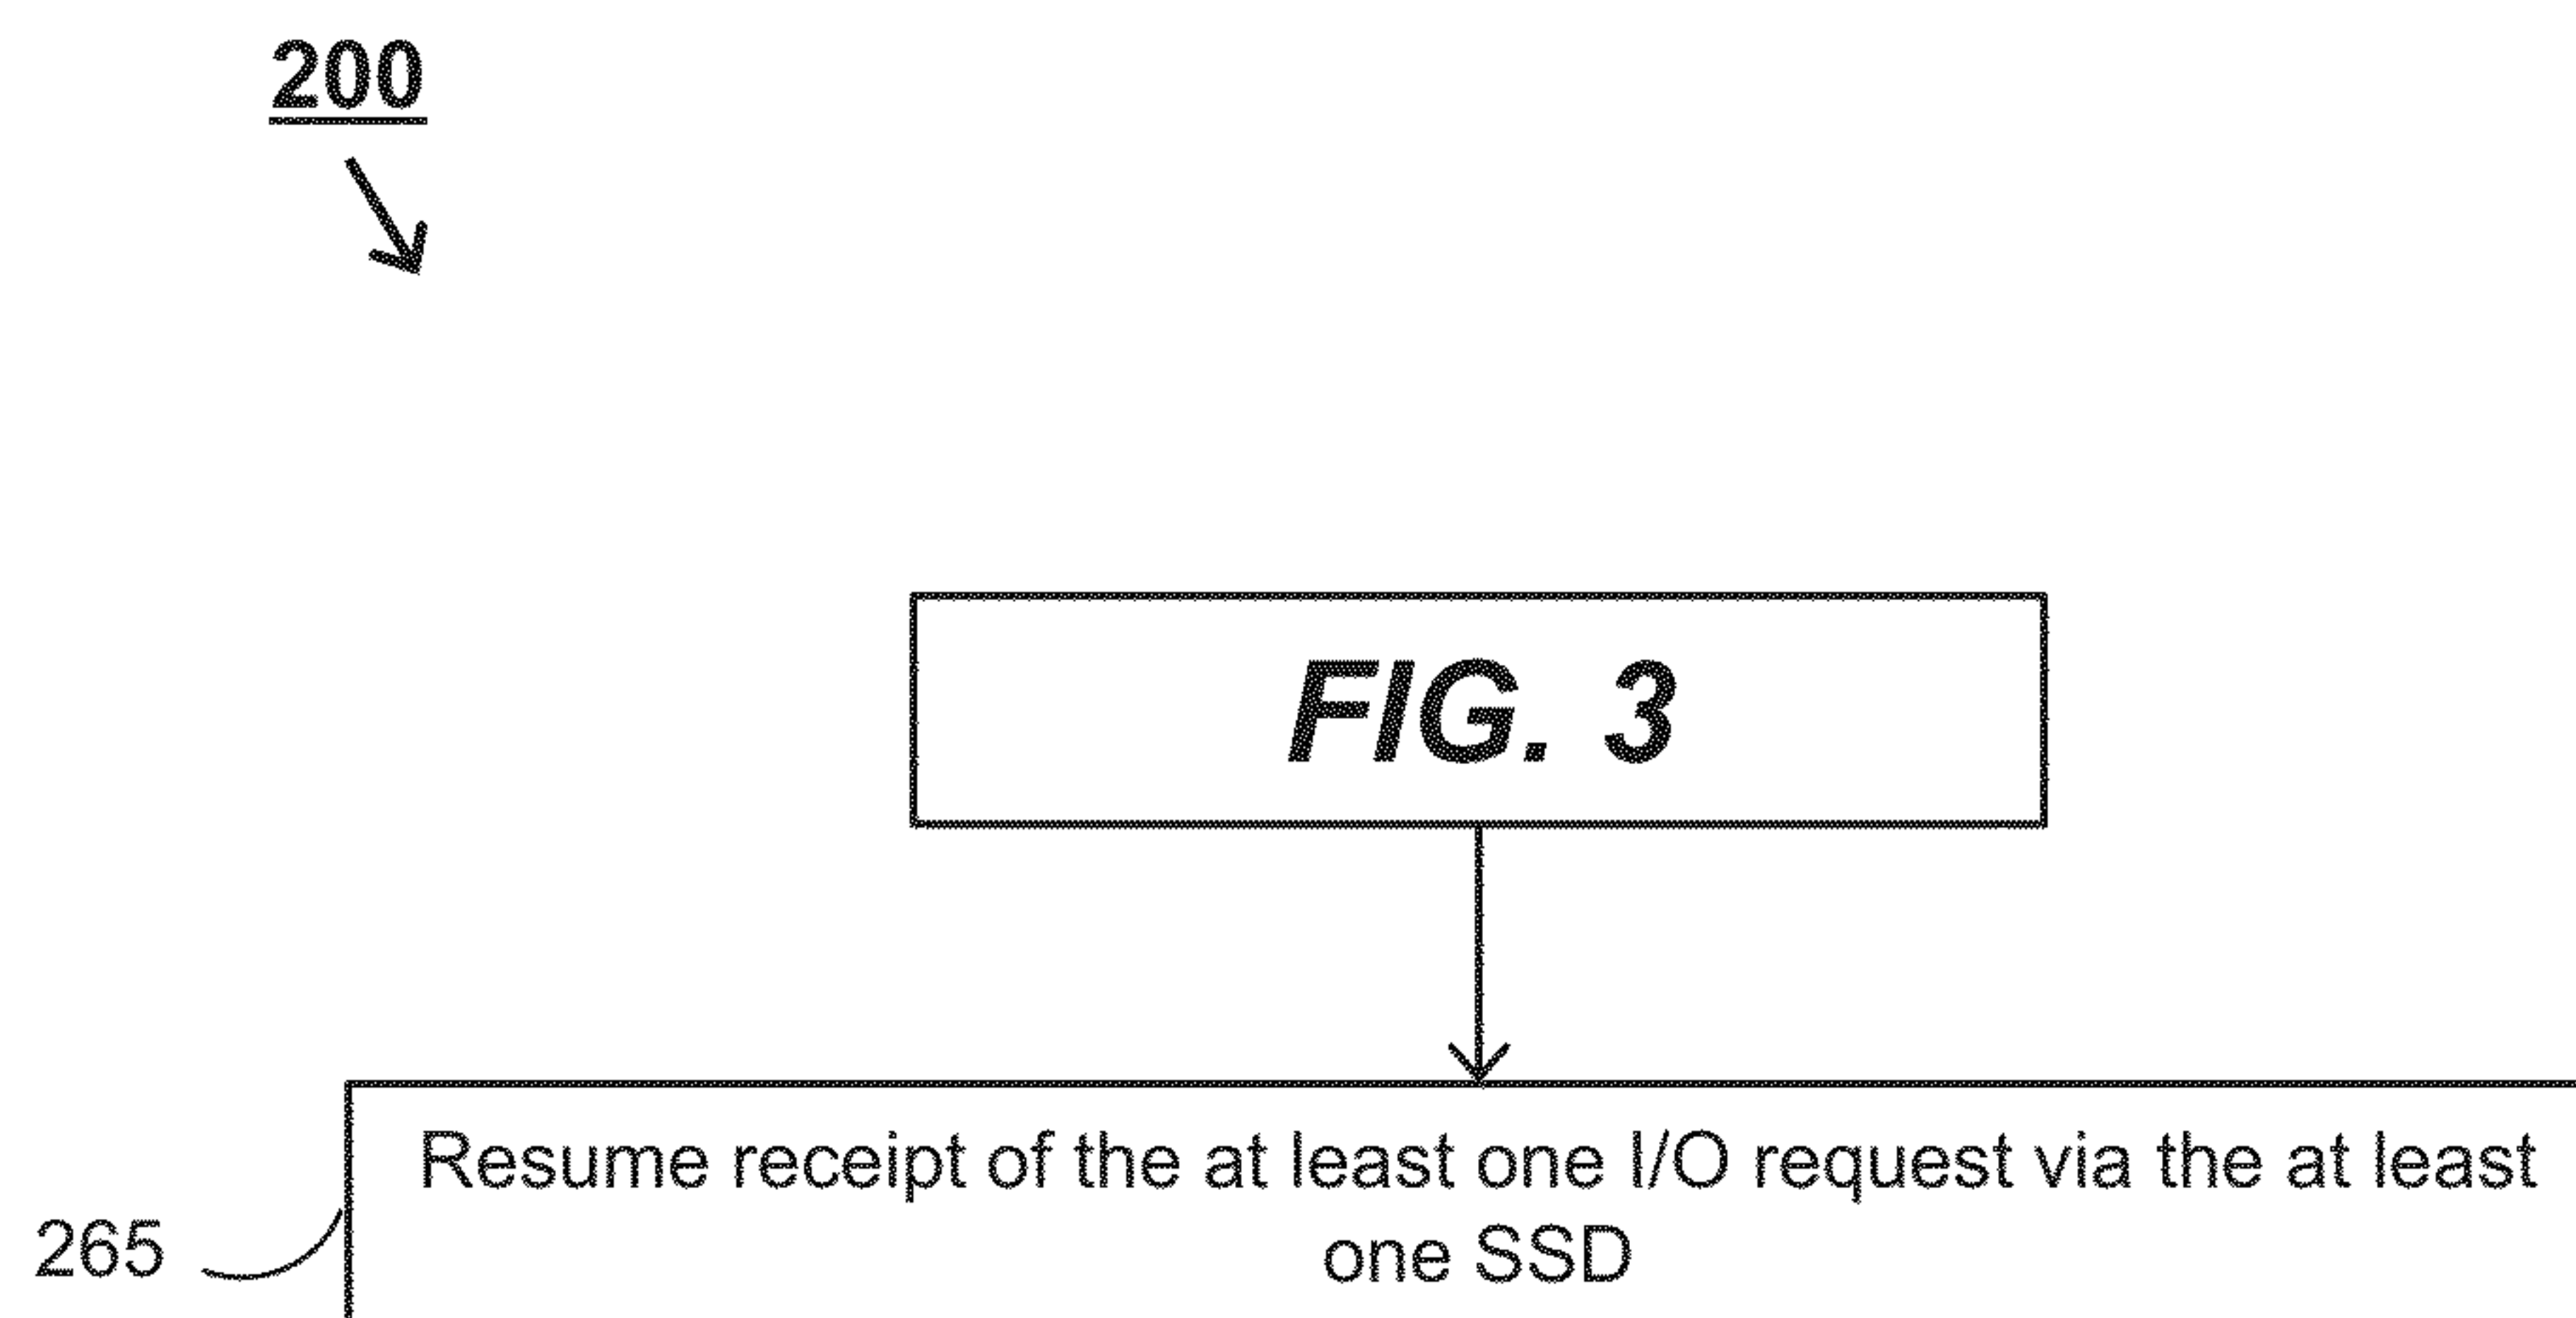 200
FIG. 3
Resume receipt of the at least one I/O request via the at least
one SSD
265